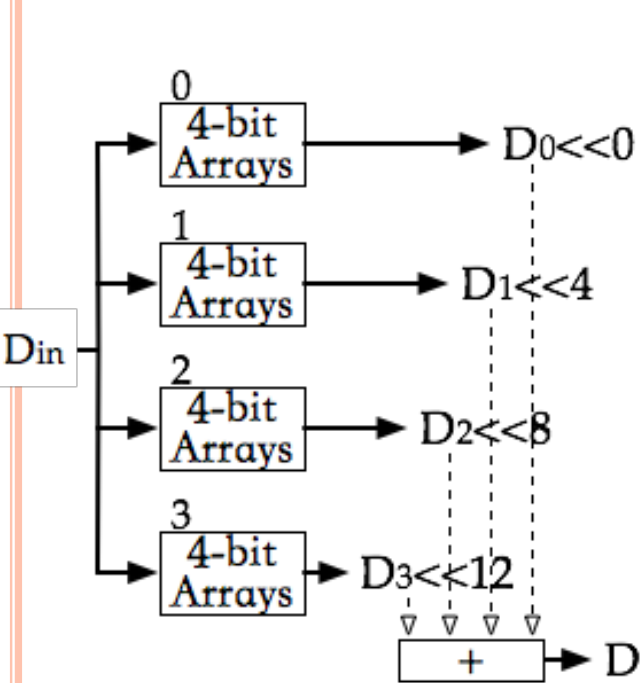 0
4-bit
Arrays
D0<<0
1
4-bit
Arrays
D1<<4
Din
2
4-bit
Arrays
D2<<8
3
4-bit
Arrays
D3<<12
+
D